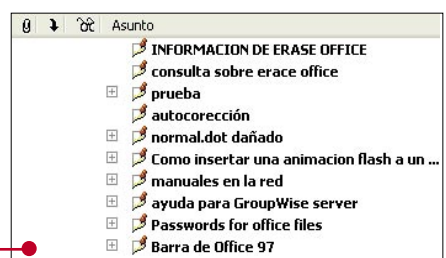 Asunto
INFORMACION DE ERASE OFFICE
consulta sobre erace office
prueba
autocorección
normal.dot dañado
Como insertar una animacion flash a un ...
manuales en la red
ayuda para GroupWise server
Passwords for office files
Barra de Office 97